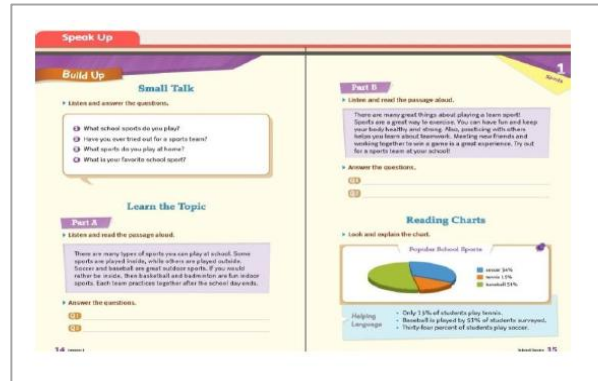 Speak Up
Build Up
Small Talk
Listen and answer the questions.
What school sports do you play?
Have you ever tried out for a sports team?
What sports do you play at home?
What is your favorite school sport?
Learn the Topic
Part A
Listen and read the passage aloud.
There are many types of sports you can play at school. Some
sports are played inside, while others are played outside.
Soccer and baseball are great outdoor sports. If you would
rather be inside, then basketball and badminton are fun indoor
sports. Each team practices together after the school day ends.
Answer the questions.
Q1
Q2
14
1
Sports
Part B
Listen and read the passage aloud.
There are many great things about playing a team sport!
Sports are a great way to exercise. You can have fun and keep
your body healthy and strong. Also, practicing with others
helps you learn about teamwork. Meeting new friends and
working together to win a game is a great experience. Try out
for a sports team at your school!
Answer the questions.
Q1
Q2
Reading Charts
Look and explain the chart.
Popular School Sports
soccer 34%
tennis 15%
baseball 51%
Helping
Language
• Only 15% of students play tennis.
• Baseball is played by 51% of students surveyed.
• Thirty-four percent of students play soccer.
15